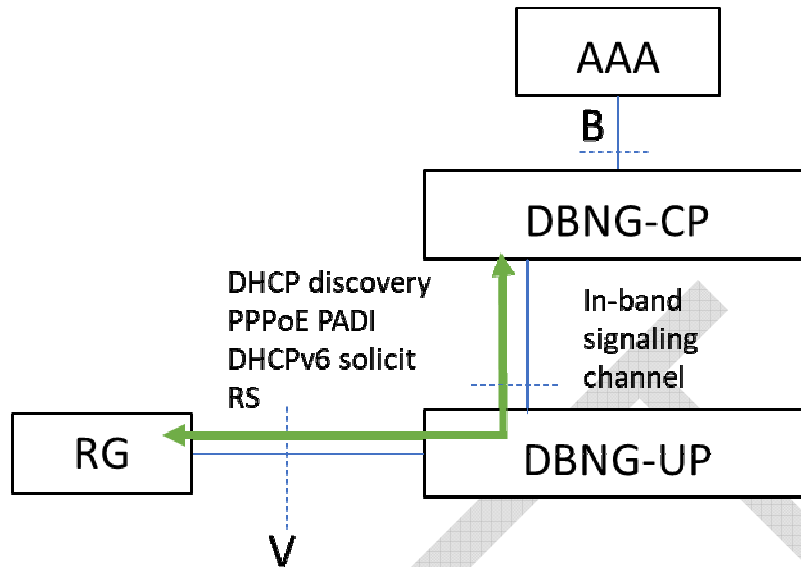 AAA
B
DBNG-CP
DHCP discovery
PPPoE PADI
DHCPv6 solicit
RS
In-band
signaling
channel
RG
DBNG-UP
V